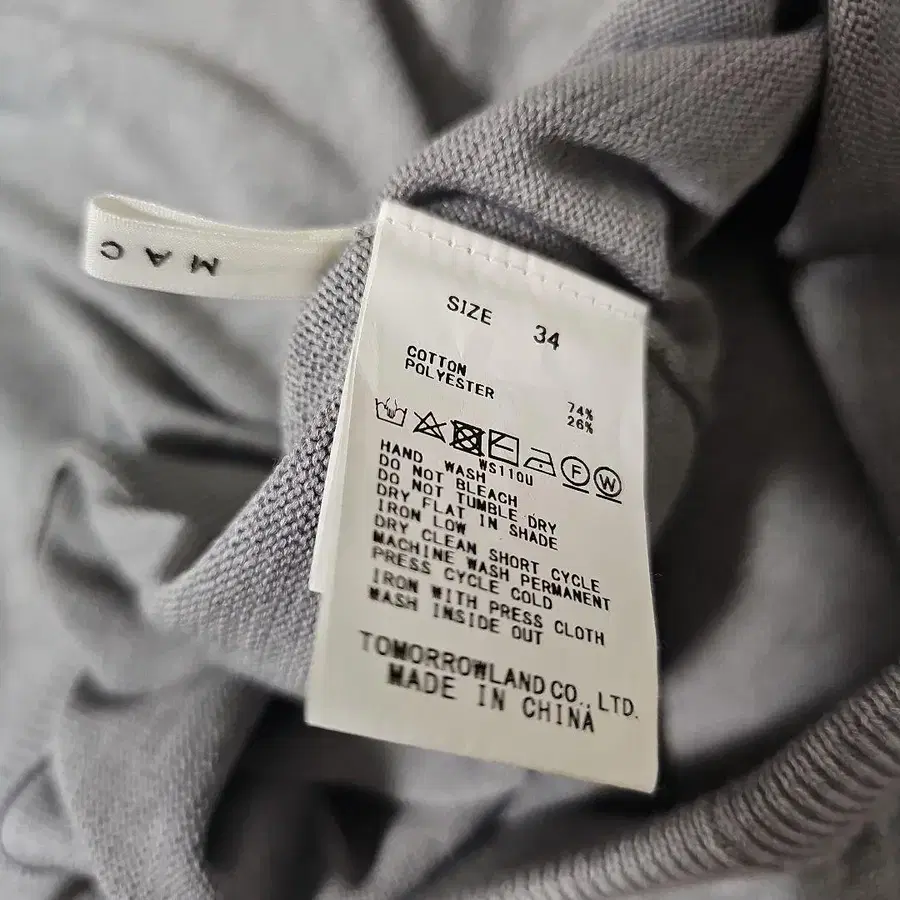 MAC
SIZE 34
COTTON 74%
POLYESTER 26%
F W
WS110U
HAND WASH
DO NOT BLEACH
DO NOT TUMBLE DRY
DRY FLAT IN SHADE
IRON LOW
DRY CLEAN SHORT CYCLE
MACHINE WASH PERMANENT
PRESS CYCLE COLD
IRON WITH PRESS CLOTH
WASH INSIDE OUT
TOMORROWLAND CO., LTD.
MADE IN CHINA